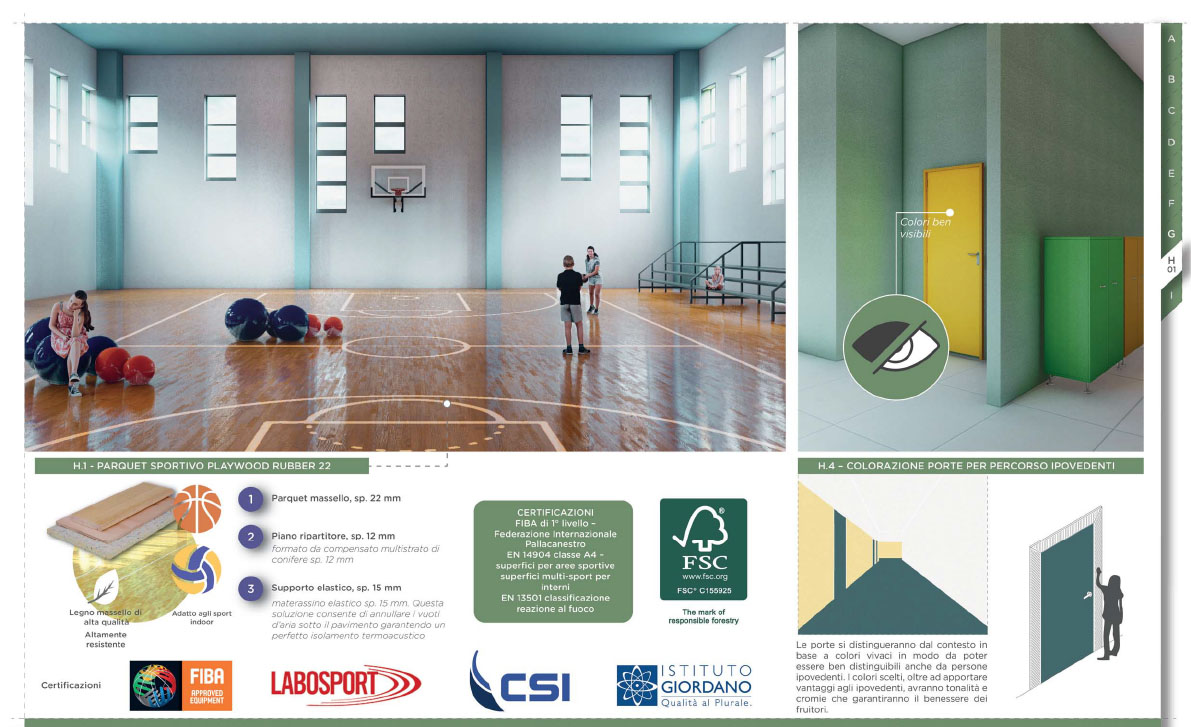 A
B
C
D
E
F
G
H
01
I
Colori ben
visibili
H.1 - PARQUET SPORTIVO PLAYWOOD RUBBER 22
1
Parquet massello, sp. 22 mm
2
Piano ripartitore, sp. 12 mm
formato da compensato multistrato di
conifere sp. 12 mm
3
Supporto elastico, sp. 15 mm
materassino elastico sp. 15 mm. Questa
soluzione consente di annullare i vuoti
d'aria sotto il pavimento garantendo un
perfetto isolamento termoacustico
Legno massello di
alta qualità
Altamente
resistente
Adatto agli sport
indoor
CERTIFICAZIONI
FIBA di 1° livello –
Federazione Internazionale
Pallacanestro
EN 14904 classe A4 –
superfici per aree sportive
superfici multi-sport per
interni
EN 13501 classificazione
reazione al fuoco
FSC
www.fsc.org
FSC® C155925
The mark of
responsible forestry
Certificazioni
FIBA
APPROVED
EQUIPMENT
LABOSPORT
CSI
ISTITUTO
GIORDANO
Qualità al Plurale.
H.4 – COLORAZIONE PORTE PER PERCORSO IPOVEDENTI
Le porte si distingueranno dal contesto in
base a colori vivaci in modo da poter
essere ben distinguibili anche da persone
ipovedenti. I colori scelti, oltre ad apportare
vantaggi agli ipovedenti, avranno tonalità e
cromie che garantiranno il benessere dei
fruitori.